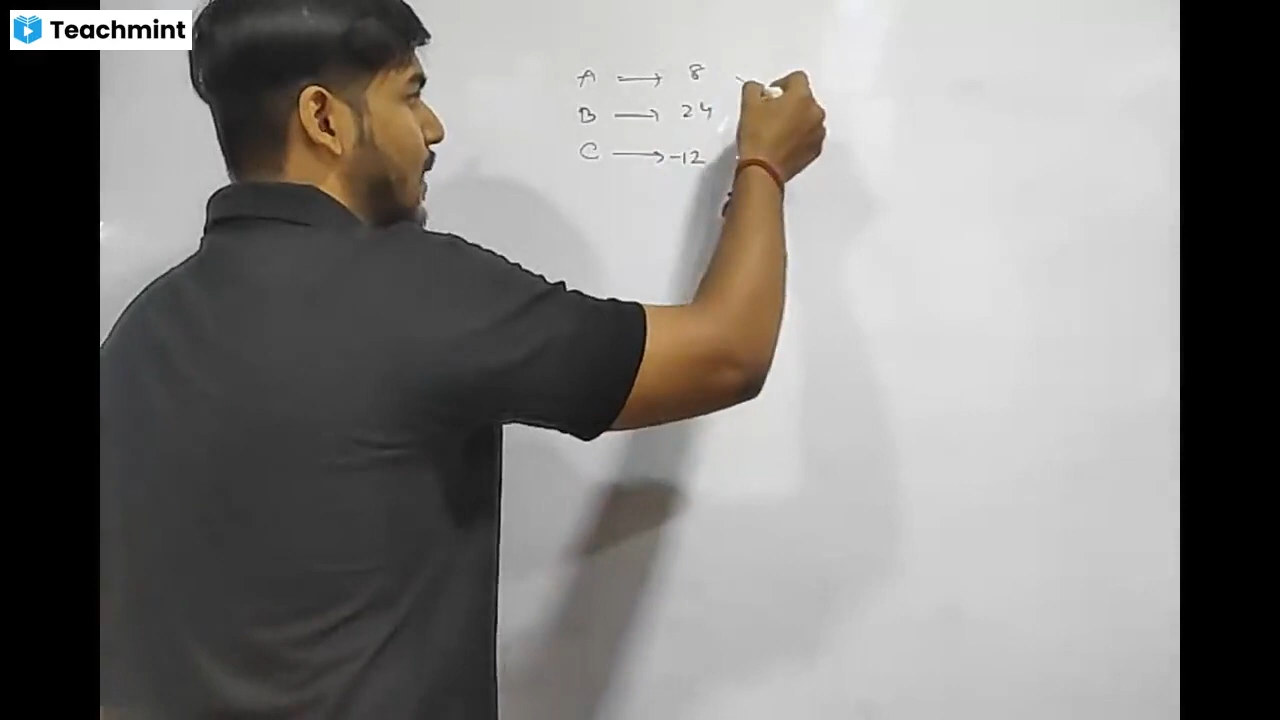 Teachmint
A → 8
B → 24
C → -12